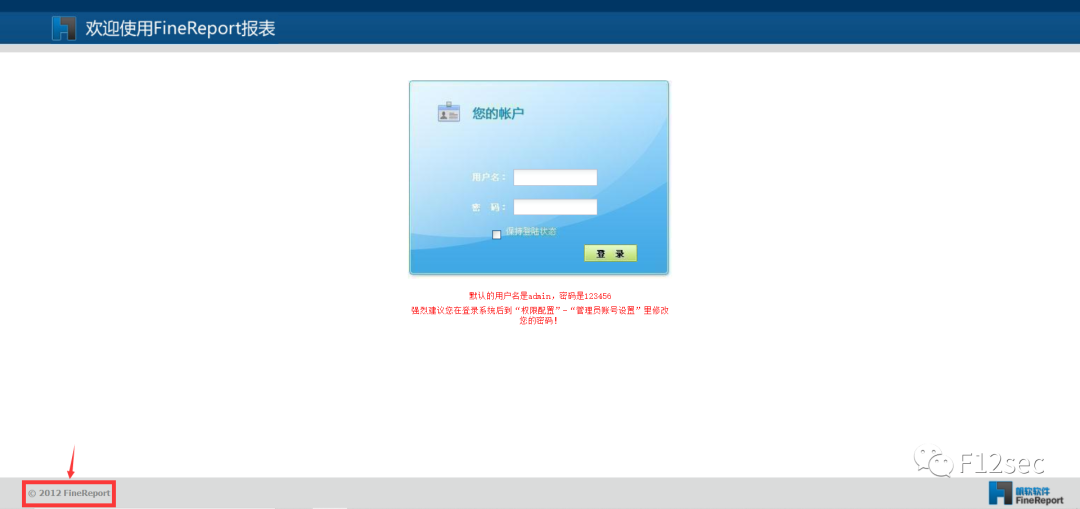 欢迎使用FineReport报表
您的帐户
用户名：
密 码：
保持登陆状态
登 录
默认的用户名是admin，密码是123456
强烈建议您在登录系统后到“权限配置”-“管理员账号设置”里修改
您的密码！
F12sec
© 2012 FineReport
帆软软件
FineReport